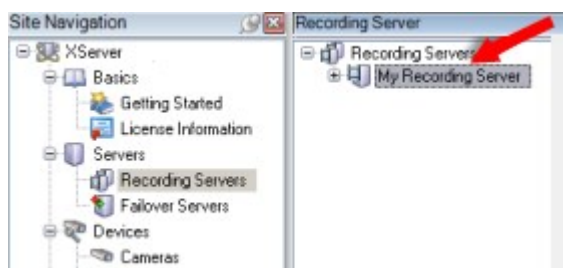 Site Navigation
XServer
Basics
Getting Started
License Information
Servers
Recording Servers
Failover Servers
Devices
Cameras
Recording Server
Recording Servers
My Recording Server